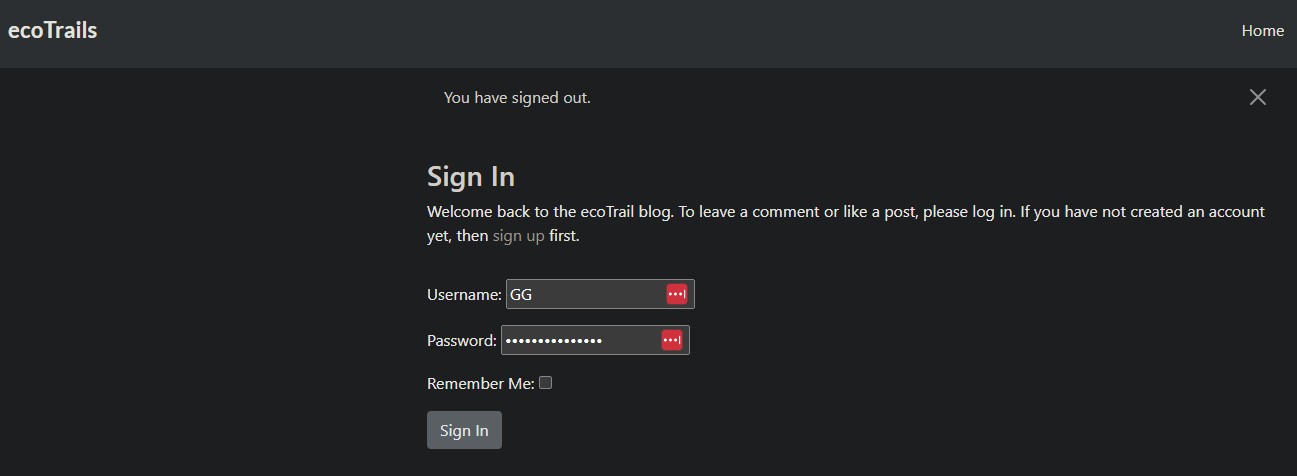 ecoTrails
Home
You have signed out.
Sign In
Welcome back to the ecoTrail blog. To leave a comment or like a post, please log in. If you have not created an account
yet, then sign up first.
Username: GG
Password: •••••••••••••••
Remember Me:
Sign In